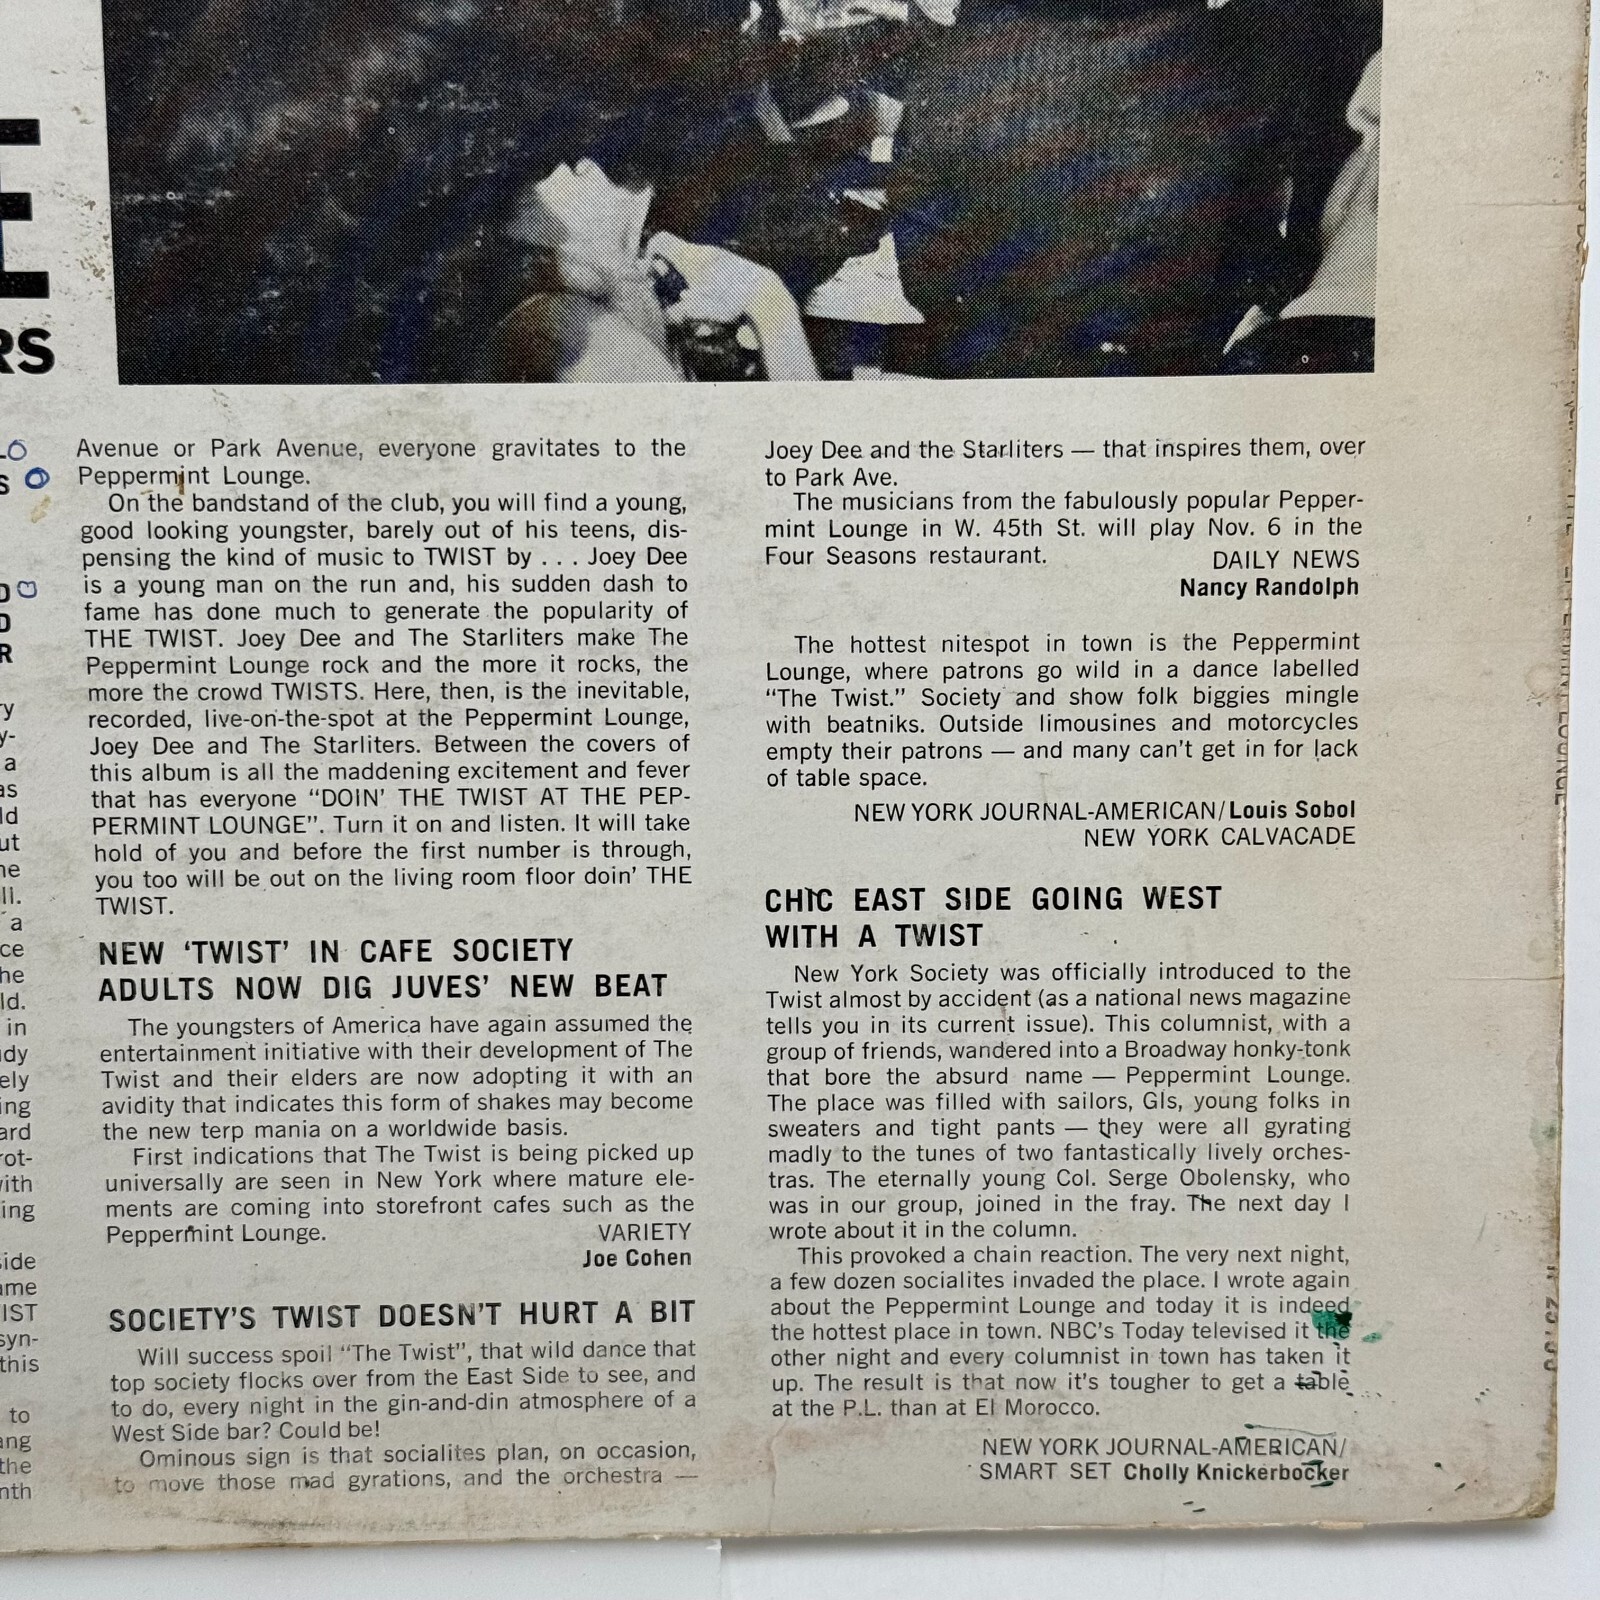 E
RS
Avenue or Park Avenue, everyone gravitates to the
Peppermint Lounge.
On the bandstand of the club, you will find a young,
good looking youngster, barely out of his teens, dis-
pensing the kind of music to TWIST by . . . Joey Dee
is a young man on the run and, his sudden dash to
fame has done much to generate the popularity of
THE TWIST. Joey Dee and The Starliters make The
Peppermint Lounge rock and the more it rocks, the
more the crowd TWISTS. Here, then, is the inevitable,
recorded, live-on-the-spot at the Peppermint Lounge,
Joey Dee and The Starliters. Between the covers of
this album is all the maddening excitement and fever
that has everyone “DOIN’ THE TWIST AT THE PEP-
PERMINT LOUNGE”. Turn it on and listen. It will take
hold of you and before the first number is through,
you too will be out on the living room floor doin’ THE
TWIST.
NEW ‘TWIST’ IN CAFE SOCIETY
ADULTS NOW DIG JUVES’ NEW BEAT
The youngsters of America have again assumed the
entertainment initiative with their development of The
Twist and their elders are now adopting it with an
avidity that indicates this form of shakes may become
the new terp mania on a worldwide basis.
First indications that The Twist is being picked up
universally are seen in New York where mature ele-
ments are coming into storefront cafes such as the
Peppermint Lounge. VARIETY
Joe Cohen
SOCIETY’S TWIST DOESN’T HURT A BIT
Will success spoil “The Twist”, that wild dance that
top society flocks over from the East Side to see, and
to do, every night in the gin-and-din atmosphere of a
West Side bar? Could be!
Ominous sign is that socialites plan, on occasion,
to move those mad gyrations, and the orchestra —
Joey Dee and the Starliters — that inspires them, over
to Park Ave.
The musicians from the fabulously popular Pepper-
mint Lounge in W. 45th St. will play Nov. 6 in the
Four Seasons restaurant. DAILY NEWS
Nancy Randolph
The hottest nitespot in town is the Peppermint
Lounge, where patrons go wild in a dance labelled
“The Twist.” Society and show folk biggies mingle
with beatniks. Outside limousines and motorcycles
empty their patrons — and many can’t get in for lack
of table space.
NEW YORK JOURNAL-AMERICAN/Louis Sobol
NEW YORK CALVACADE
CHIC EAST SIDE GOING WEST
WITH A TWIST
New York Society was officially introduced to the
Twist almost by accident (as a national news magazine
tells you in its current issue). This columnist, with a
group of friends, wandered into a Broadway honky-tonk
that bore the absurd name — Peppermint Lounge.
The place was filled with sailors, GIs, young folks in
sweaters and tight pants — they were all gyrating
madly to the tunes of two fantastically lively orches-
tras. The eternally young Col. Serge Obolensky, who
was in our group, joined in the fray. The next day I
wrote about it in the column.
This provoked a chain reaction. The very next night,
a few dozen socialites invaded the place. I wrote again
about the Peppermint Lounge and today it is indeed
the hottest place in town. NBC’s Today televised it the
other night and every columnist in town has taken it
up. The result is that now it's tougher to get a table
at the P.L. than at El Morocco.
NEW YORK JOURNAL-AMERICAN/
SMART SET Cholly Knickerbocker